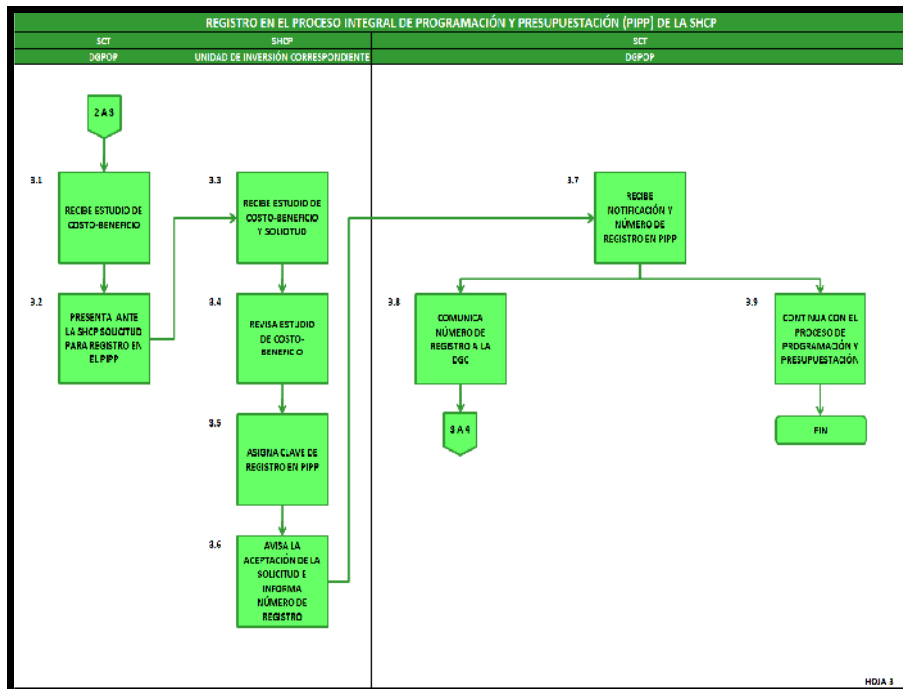 REGISTRO EN EL PROCESO INTEGRAL DE PROGRAMACIÓN Y PRESUPUESTACIÓN (PIPP) DE LA SHCP
SCT
SHCP
SCT
DGPOP
UNIDAD DE INVERSIÓN CORRESPONDIENTE
DGPOP
2 A 3
3.1
RECIBE ESTUDIO DE
COSTO-BENEFICIO
3.3
RECIBE ESTUDIO DE
COSTO-BENEFICIO
Y SOLICITUD
3.7
RECIBE
NOTIFICACIÓN Y
NÚMERO DE
REGISTRO EN PIPP
3.2
PRESENTA ANTE
LA SHCP SOLICITUD
PARA REGISTRO EN
EL PIPP
3.4
REVISA ESTUDIO
DE COSTO-
BENEFICIO
3.8
COMUNICA
NÚMERO DE
REGISTRO A LA
DGC
3.9
CONTINUA CON EL
PROCESO DE
PROGRAMACIÓN Y
PRESUPUESTACIÓN
3.5
ASIGNA CLAVE DE
REGISTRO EN PIPP
3 A 4
FIN
3.6
AVISA LA
ACEPTACIÓN DE LA
SOLICITUD E
INFORMA
NÚMERO DE
REGISTRO
HOJA 3